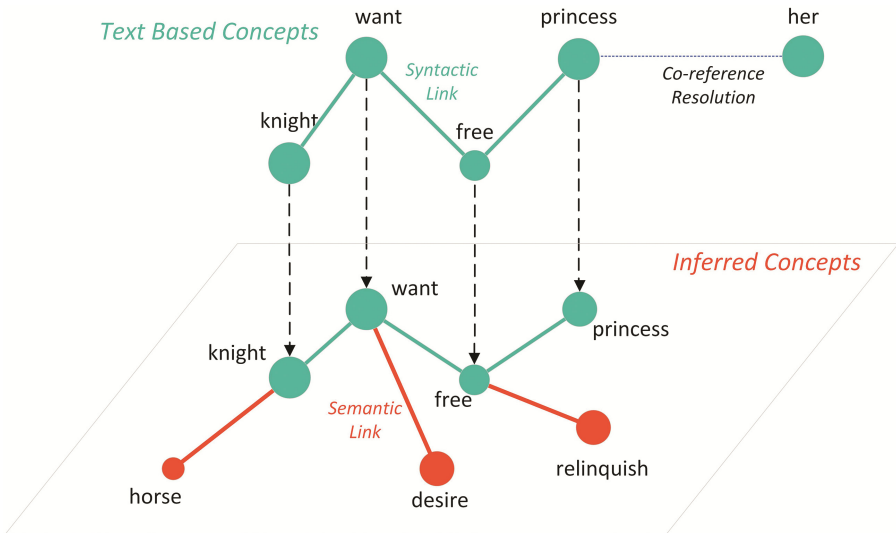 want
princess
her
Text Based Concepts
Syntactic
Link
Co-reference
Resolution
knight
free
Inferred Concepts
want
princess
knight
free
Semantic
Link
relinquish
horse
desire